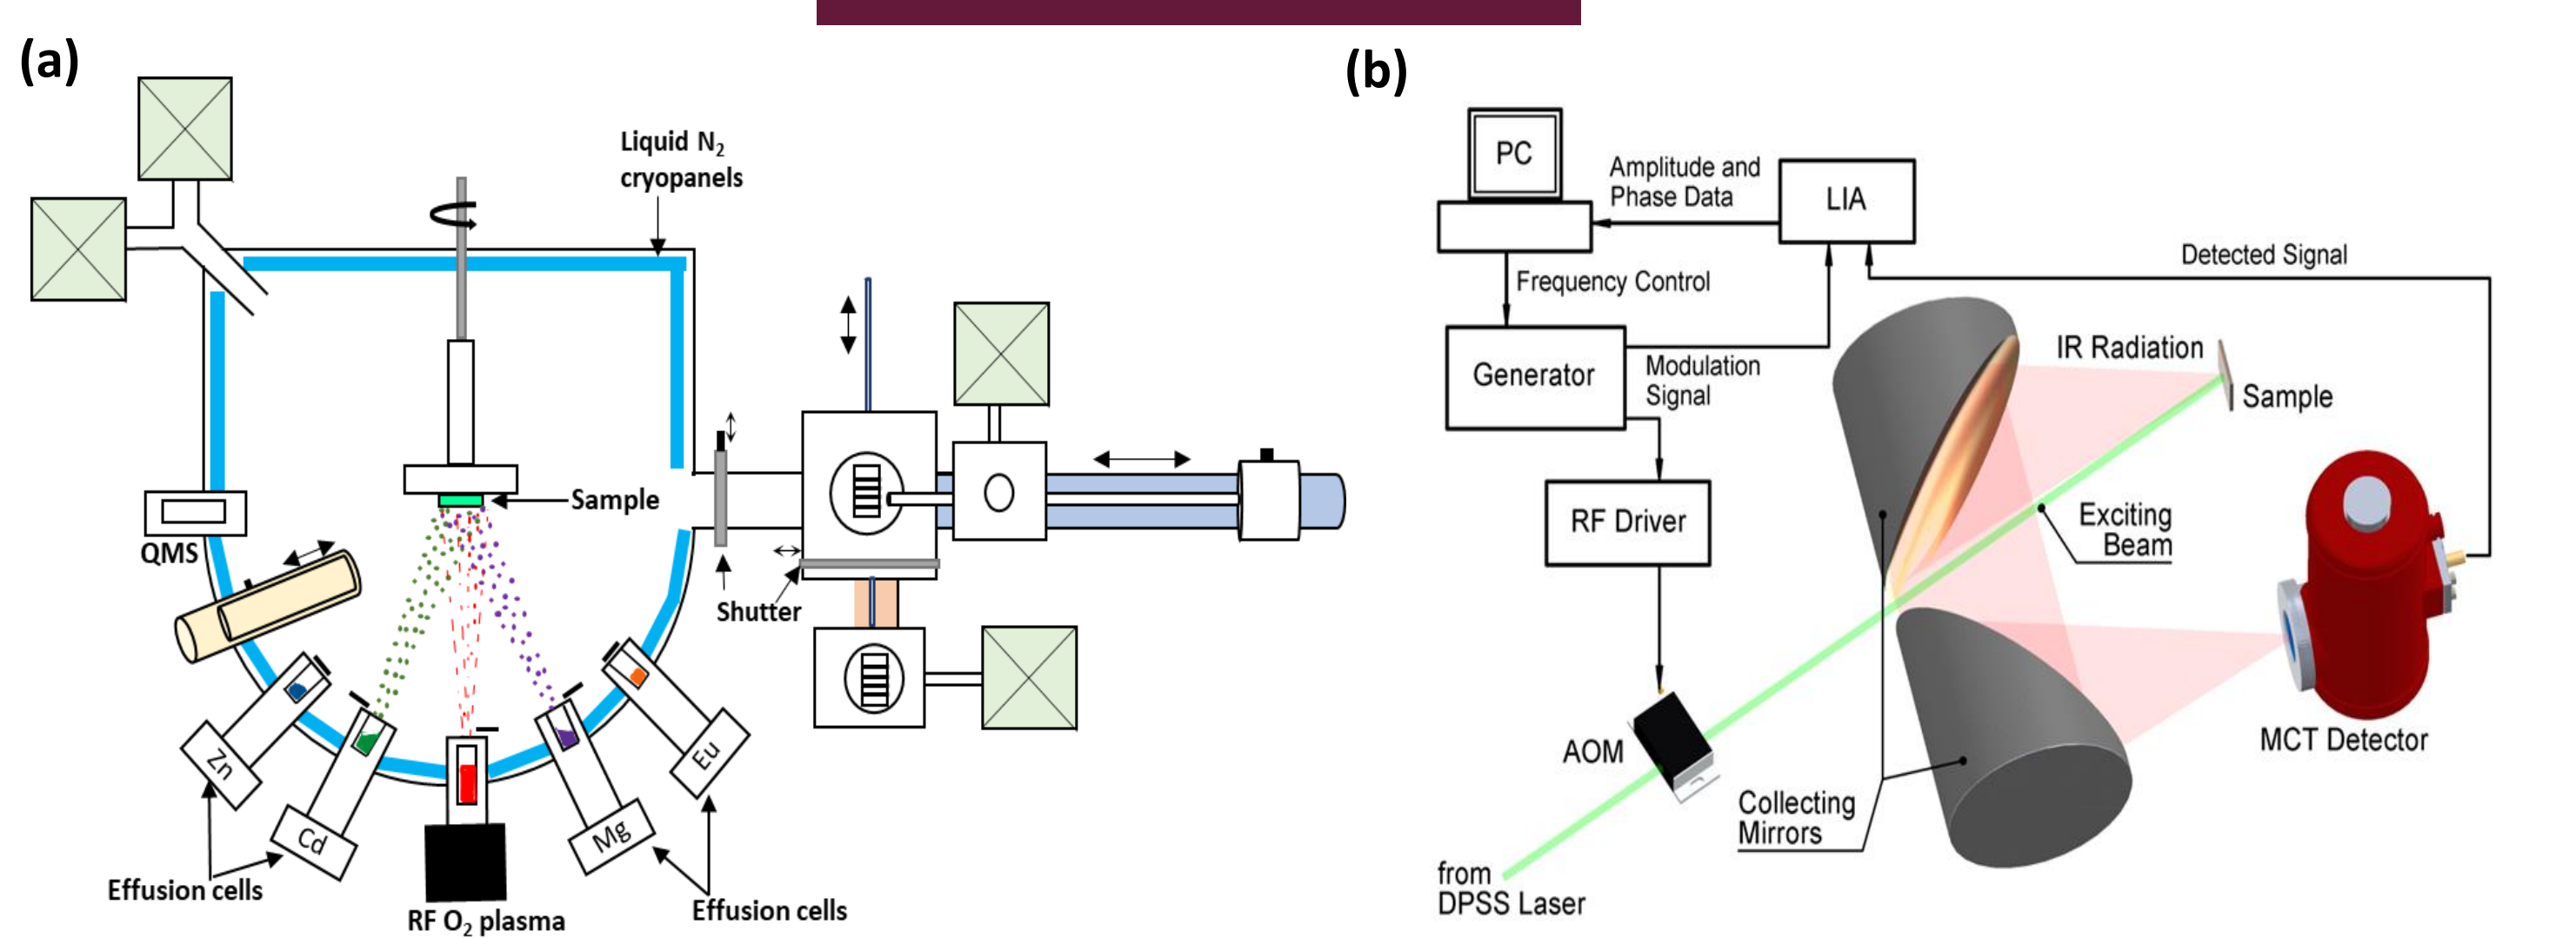 (a)
Liquid N₂
cryopanels
Sample
QMS
Shutter
Zn
Cd
Mg
Eu
Effusion cells
RF O₂ plasma
Effusion cells
(b)
PC
Amplitude and
Phase Data
LIA
Detected Signal
Frequency Control
Generator
Modulation
Signal
IR Radiation
Sample
RF Driver
Exciting
Beam
AOM
MCT Detector
Collecting
Mirrors
from
DPSS Laser